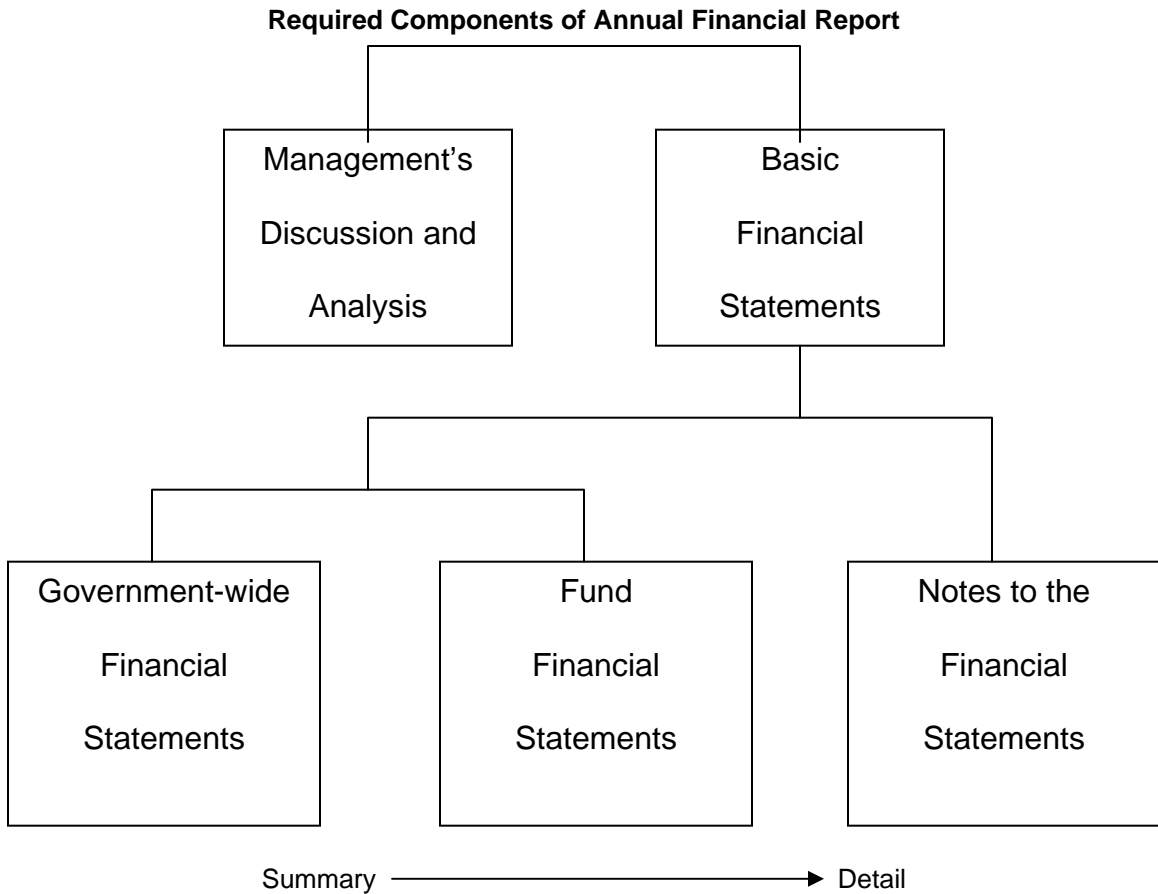 Required Components of Annual Financial Report
Management's
Discussion and
Analysis
Basic
Financial
Statements
Government-wide
Financial
Statements
Fund
Financial
Statements
Notes to the
Financial
Statements
Summary
Detail